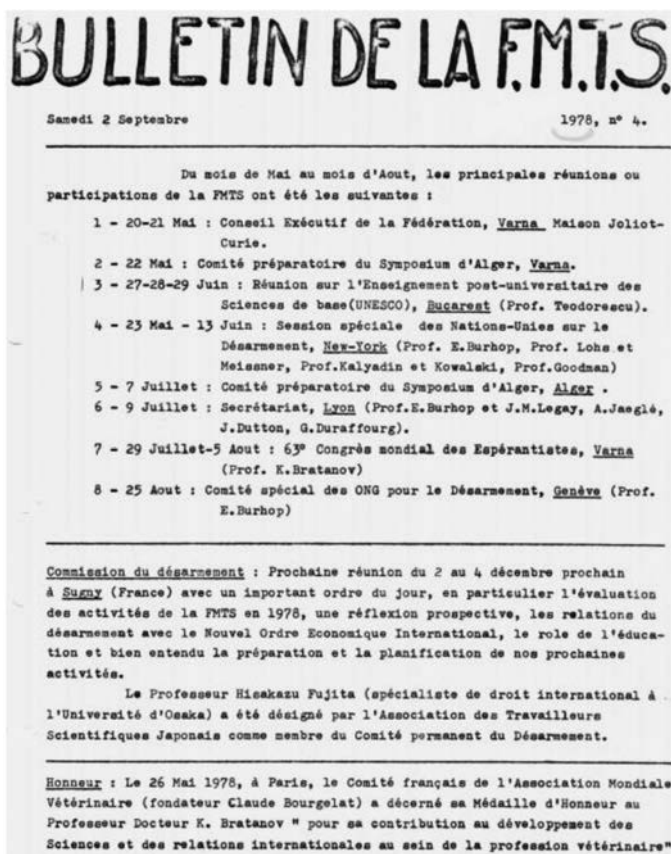 BULLETIN DE LA F.M.T.S.
Samedi 2 Septembre 1978, n° 4.
Du mois de Mai au mois d'Aout, les principales réunions ou
participations de la FMTS ont été les suivantes :
1 - 20-21 Mai : Conseil Exécutif de la Fédération, Varna Maison Joliot-
Curie.
2 - 22 Mai : Comité préparatoire du Symposium d'Alger, Varna.
3 - 27-28-29 Juin : Réunion sur l'Enseignement post-universitaire des
Sciences de base(UNESCO), Bucarest (Prof. Teodorescu).
4 - 23 Mai - 13 Juin : Session spéciale des Nations-Unies sur le
Désarmement, New-York (Prof. E.Burhop, Prof. Lohs et
Meissner, Prof.Kalyadin et Kowalski, Prof.Goodman)
5 - 7 Juillet : Comité préparatoire du Symposium d'Alger, Alger .
6 - 9 Juillet : Secrétariat, Lyon (Prof.E.Burhop et J.M.Legay, A.Jaeglé,
J.Dutton, G.Duraffourg).
7 - 29 Juillet-5 Aout : 63° Congrès mondial des Espérantistes, Varna
(Prof. K.Bratanov)
8 - 25 Aout : Comité spécial des ONG pour le Désarmement, Genève (Prof.
E.Burhop)
Commission du désarmement : Prochaine réunion du 2 au 4 décembre prochain
à Sugny (France) avec un important ordre du jour, en particulier l'évaluation
des activités de la FMTS en 1978, une réflexion prospective, les relations du
désarmement avec le Nouvel Ordre Economique International, le role de l'éduca-
tion et bien entendu la préparation et la planification de nos prochaines
activités.
Le Professeur Hisakazu Fujita (spécialiste de droit international à
l'Université d'Osaka) a été désigné par l'Association des Travailleurs
Scientifiques Japonais comme membre du Comité permanent du Désarmement.
Honneur : Le 26 Mai 1978, à Paris, le Comité français de l'Association Mondiale
Vétérinaire (fondateur Claude Bourgelat) a décerné sa Médaille d'Honneur au
Professeur Docteur K. Bratanov " pour sa contribution au développement des
Sciences et des relations internationales au sein de la profession vétérinaire"